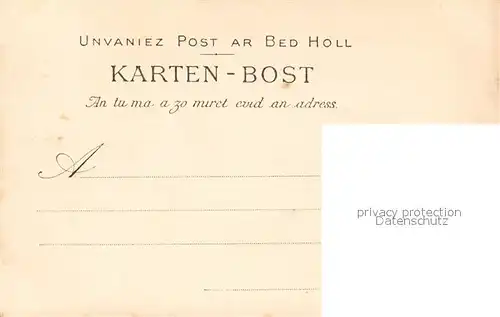 Unvaniez Post ar Bed Holl
KARTEN-BOST
An tu ma a zo miret evid an adress.
A
privacy protection
Datenschutz